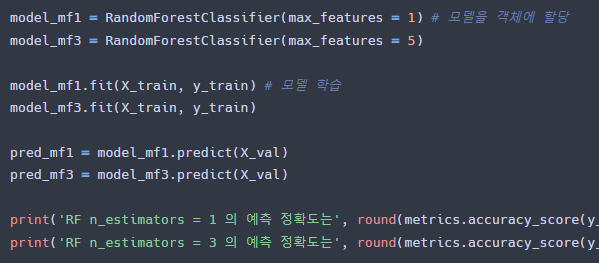 model_mf1 = RandomForestClassifier(max_features = 1) # 모델을 객체에 할당
model_mf3 = RandomForestClassifier(max_features = 5)
model_mf1.fit(X_train, y_train) # 모델 학습
model_mf3.fit(X_train, y_train)
pred_mf1 = model_mf1.predict(X_val)
pred_mf3 = model_mf3.predict(X_val)
print('RF n_estimators = 1 의 예측 정확도는', round(metrics.accuracy_score(y_
print('RF n_estimators = 3 의 예측 정확도는', round(metrics.accuracy_score(y_